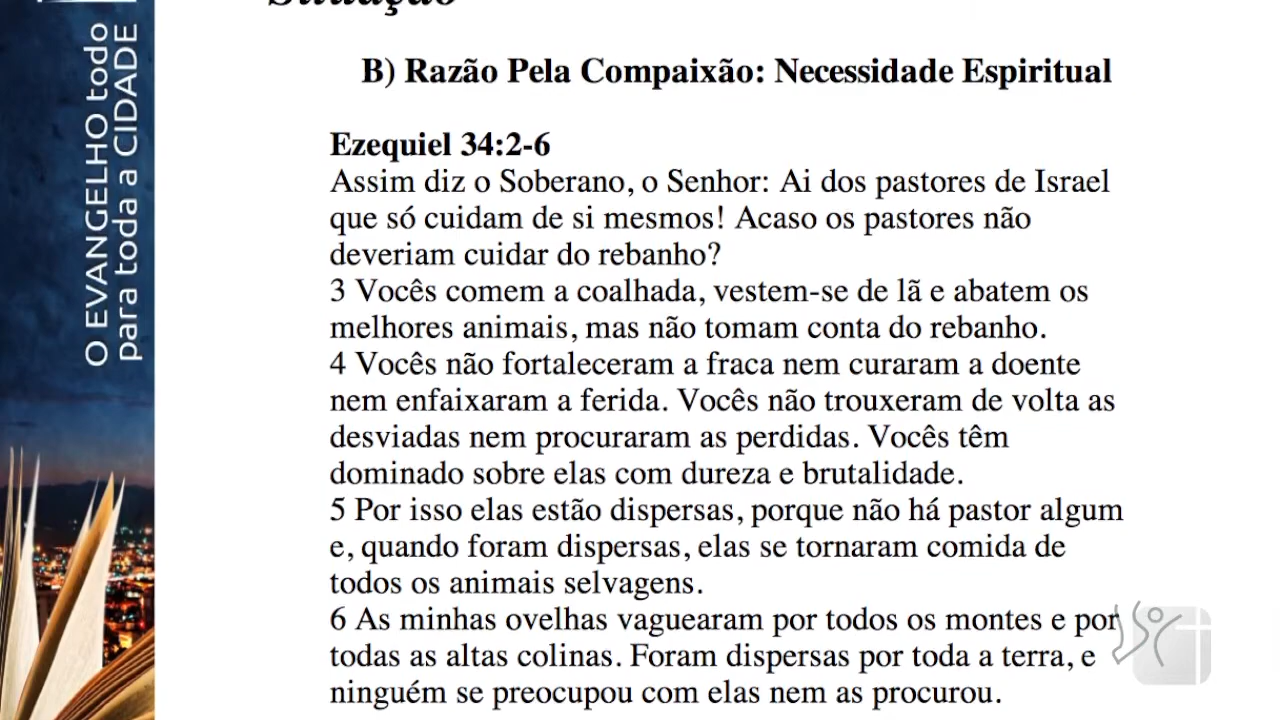 Situação
B) Razão Pela Compaixão: Necessidade Espiritual
Ezequiel 34:2-6
Assim diz o Soberano, o Senhor: Ai dos pastores de Israel
que só cuidam de si mesmos! Acaso os pastores não
deveriam cuidar do rebanho?
3 Vocês comem a coalhada, vestem-se de lã e abatem os
melhores animais, mas não tomam conta do rebanho.
4 Vocês não fortaleceram a fraca nem curaram a doente
nem enfaixaram a ferida. Vocês não trouxeram de volta as
desviadas nem procuraram as perdidas. Vocês têm
dominado sobre elas com dureza e brutalidade.
5 Por isso elas estão dispersas, porque não há pastor algum
e, quando foram dispersas, elas se tornaram comida de
todos os animais selvagens.
6 As minhas ovelhas vaguearam por todos os montes e por
todas as altas colinas. Foram dispersas por toda a terra, e
ninguém se preocupou com elas nem as procurou.
O EVANGELHO todo
para toda a CIDADE